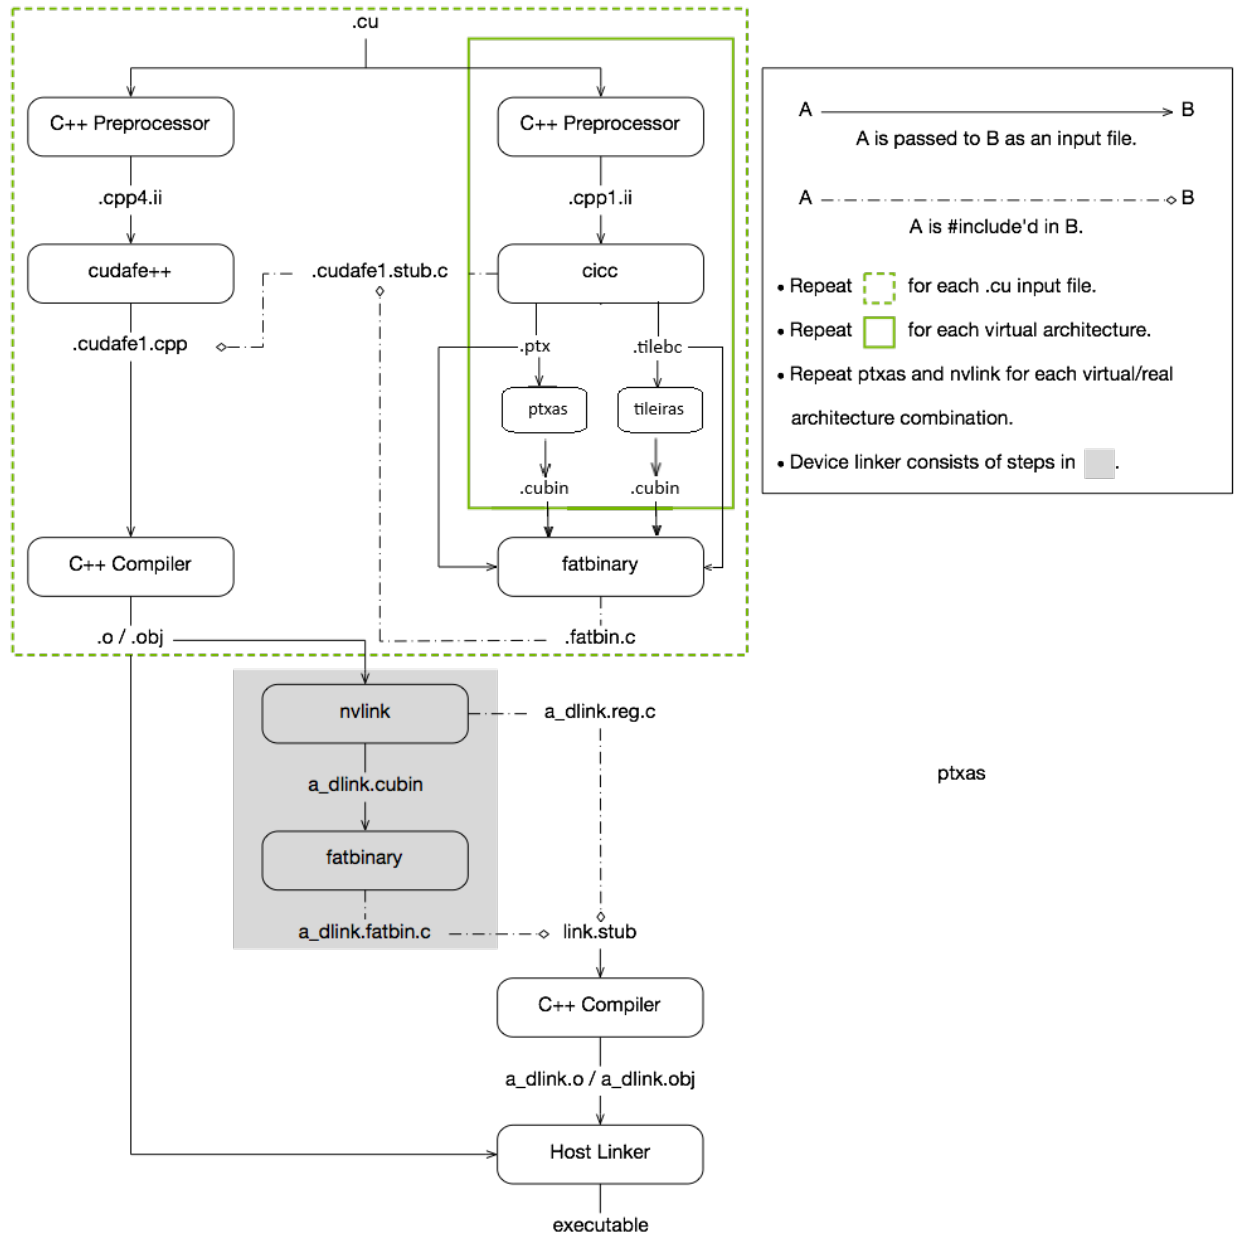 .cu
C++ Preprocessor
C++ Preprocessor
.cpp4.ii
.cpp1.ii
cudafe++
.cudafe1.stub.c
cicc
.cudafe1.cpp
.ptx
.tilebc
ptxas
tileiras
.cubin
.cubin
C++ Compiler
fatbinary
.o / .obj
.fatbin.c
nvlink
a_dlink.reg.c
a_dlink.cubin
fatbinary
a_dlink.fatbin.c
link.stub
C++ Compiler
a_dlink.o / a_dlink.obj
Host Linker
executable
A B
A is passed to B as an input file.
A B
A is #include'd in B.
• Repeat for each .cu input file.
• Repeat for each virtual architecture.
• Repeat ptxas and nvlink for each virtual/real
architecture combination.
• Device linker consists of steps in .
ptxas